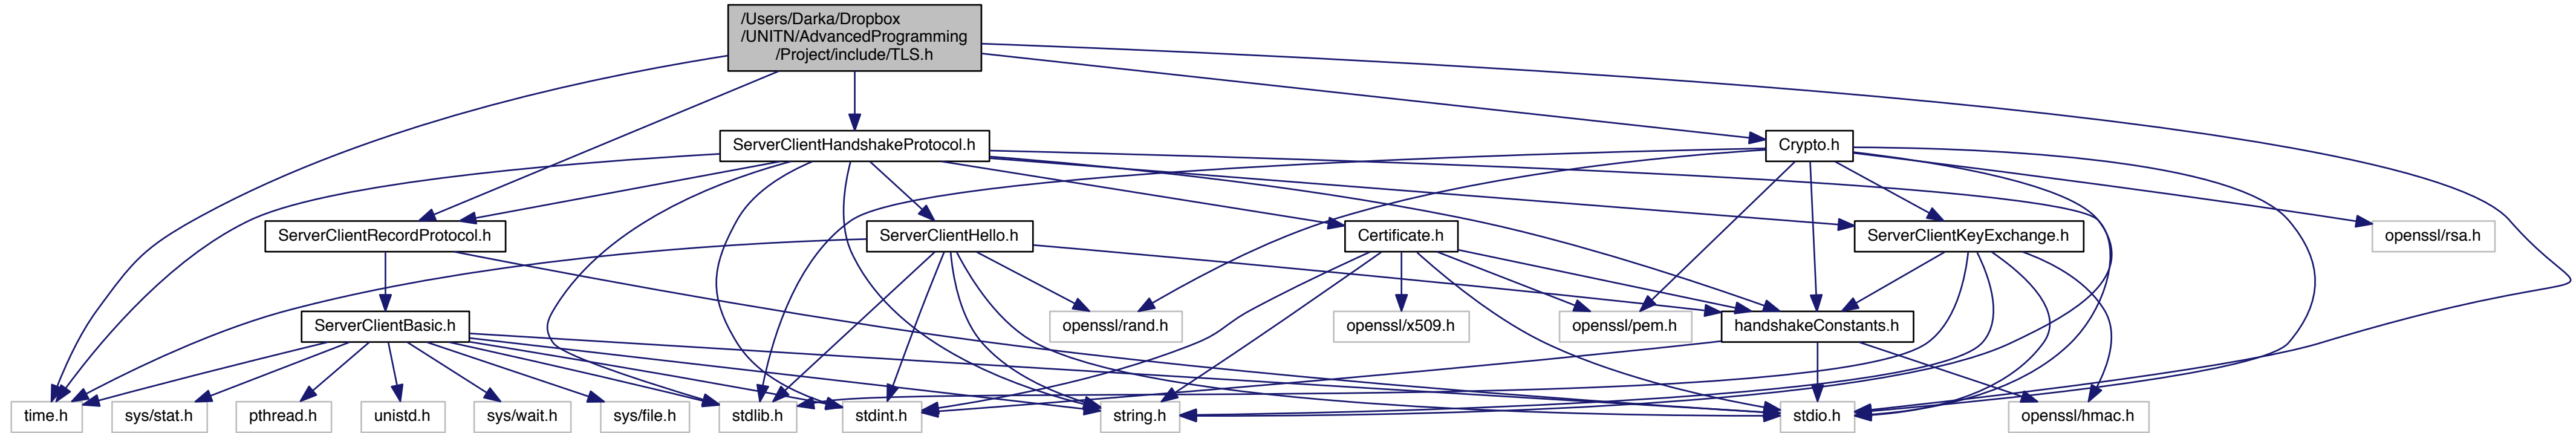 /Users/Darka/Dropbox
/UNITN/AdvancedProgramming
/Project/include/TLS.h
ServerClientHandshakeProtocol.h
Crypto.h
ServerClientRecordProtocol.h
ServerClientHello.h
Certificate.h
ServerClientKeyExchange.h
openssl/rsa.h
ServerClientBasic.h
openssl/rand.h
openssl/x509.h
openssl/pem.h
handshakeConstants.h
time.h
sys/stat.h
pthread.h
unistd.h
sys/wait.h
sys/file.h
stdlib.h
stdint.h
string.h
stdio.h
openssl/hmac.h